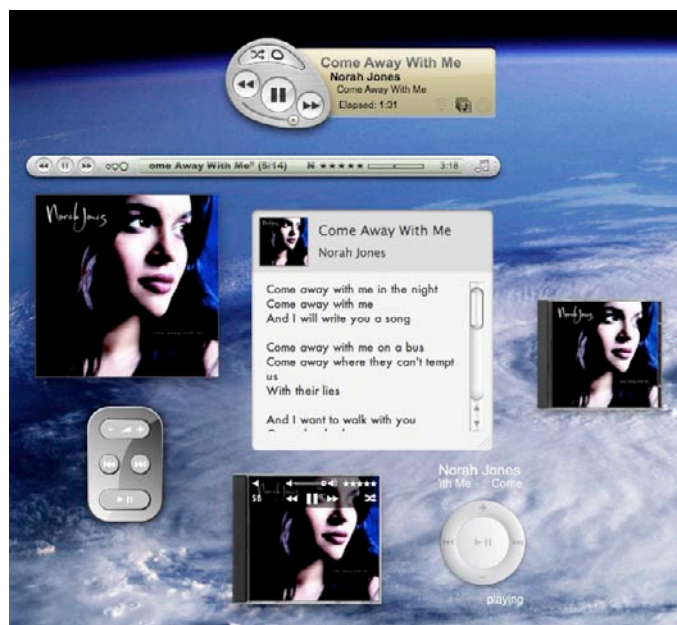 Come Away With Me
Norah Jones
Come Away With Me
Elapsed: 1:31
ome Away With Me" (5/14) N ★★★★★ 3:18
Norah Jones
Come Away With Me
Norah Jones
Come away with me in the night
Come away with me
And I will write you a song
Come away with me on a bus
Come away where they can't tempt
us
With their lies
And I want to walk with you
Norah Jones
Norah Jones
ith Me - Come
playing